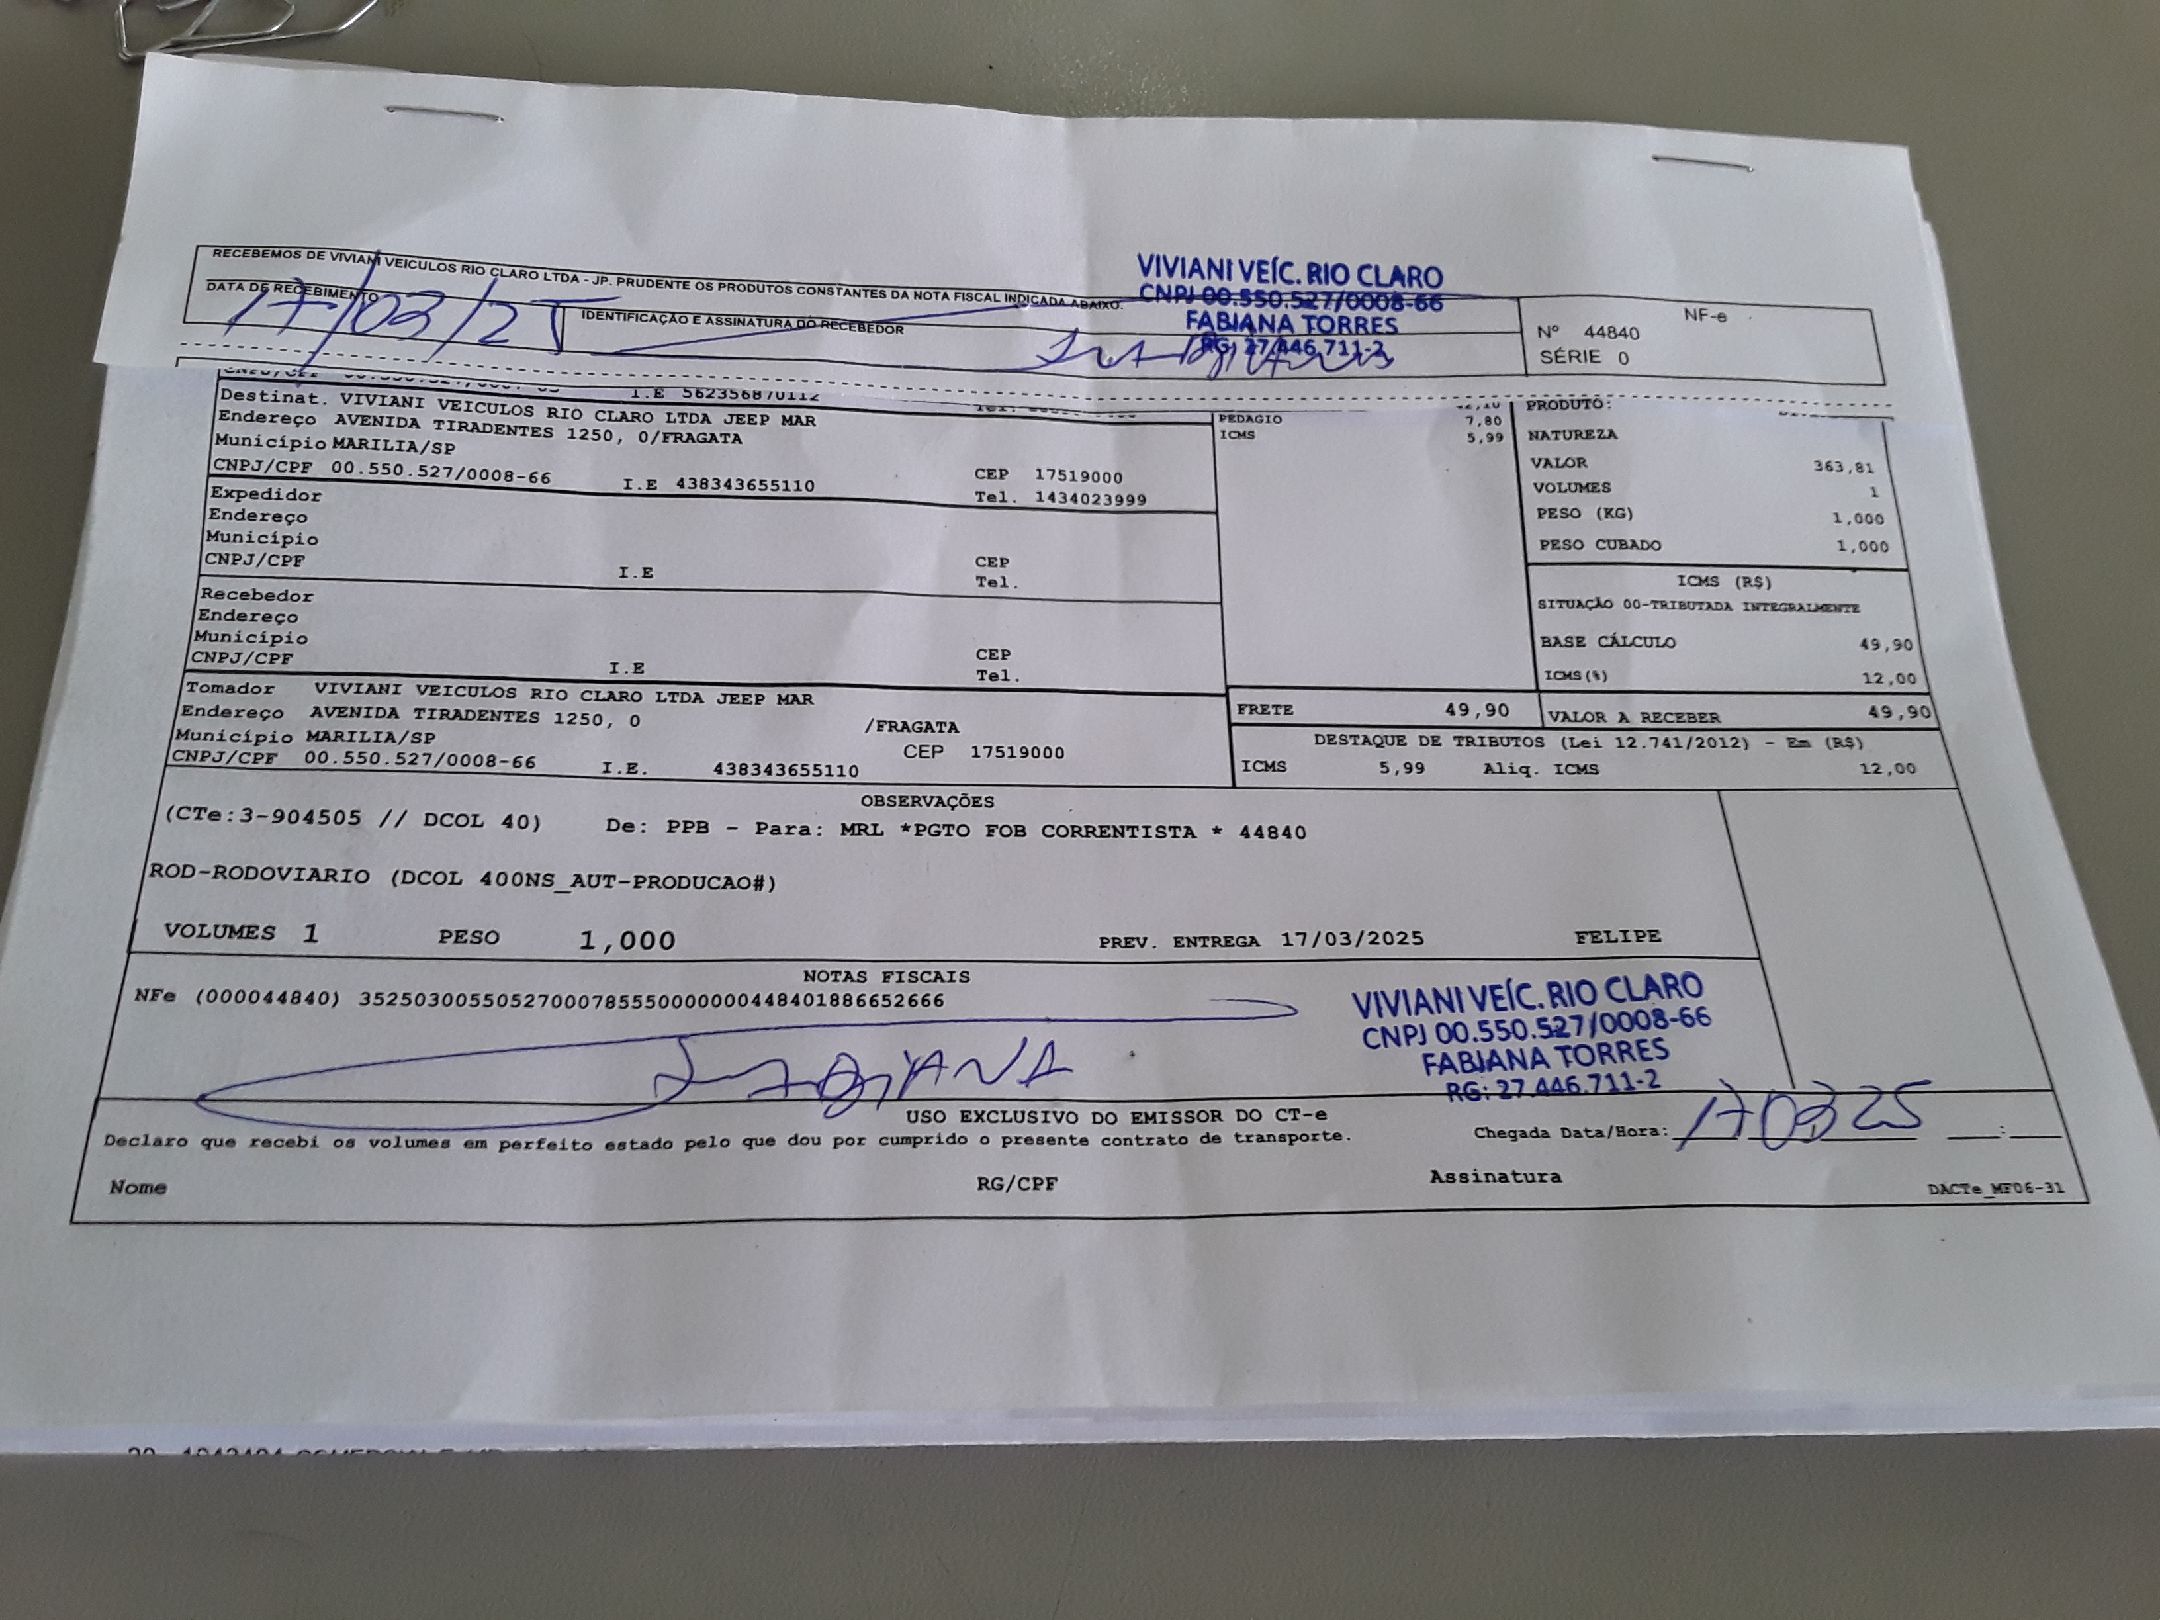 RECEBEMOS DE VIVIANI VEICULOS RIO CLARO LTDA - JP. PRUDENTE OS PRODUTOS CONSTANTES DA NOTA FISCAL INDICADA ABAIXO.
VIVIANI VEÍC. RIO CLARO
CNPJ 00.550.527/0008-66
FABIANA TORRES
RG: 27.446.711-2
DATA DE RECEBIMENTO
17/03/25
IDENTIFICAÇÃO E ASSINATURA DO RECEBEDOR
NF-e
Nº 44840
SÉRIE 0
I.E 562356870112
Destinat. VIVIANI VEICULOS RIO CLARO LTDA JEEP MAR
Endereço AVENIDA TIRADENTES 1250, 0/FRAGATA
Município MARILIA/SP
CNPJ/CPF 00.550.527/0008-66 I.E 438343655110 CEP 17519000
Tel. 1434023999
Expedidor
Endereço
Município
CNPJ/CPF I.E CEP
Tel.
Recebedor
Endereço
Município
CNPJ/CPF I.E CEP
Tel.
Tomador VIVIANI VEICULOS RIO CLARO LTDA JEEP MAR
Endereço AVENIDA TIRADENTES 1250, 0 /FRAGATA
Município MARILIA/SP CEP 17519000
CNPJ/CPF 00.550.527/0008-66 I.E. 438343655110
PEDAGIO 7,80
ICMS 5,99
PRODUTO:
NATUREZA
VALOR 363,81
VOLUMES 1
PESO (KG) 1,000
PESO CUBADO 1,000
ICMS (R$)
SITUAÇÃO 00-TRIBUTADA INTEGRALMENTE
BASE CÁLCULO 49,90
ICMS(%) 12,00
FRETE 49,90 VALOR A RECEBER 49,90
DESTAQUE DE TRIBUTOS (Lei 12.741/2012) - Em (R$)
ICMS 5,99 Aliq. ICMS 12,00
OBSERVAÇÕES
(CTe:3-904505 // DCOL 40) De: PPB - Para: MRL *PGTO FOB CORRENTISTA * 44840
ROD-RODOVIARIO (DCOL 400NS_AUT-PRODUCAO#)
VOLUMES 1 PESO 1,000 PREV. ENTREGA 17/03/2025 FELIPE
NOTAS FISCAIS
NFe (000044840) 35250300550527000785550000000448401886652666
VIVIANI VEÍC. RIO CLARO
CNPJ 00.550.527/0008-66
FABIANA TORRES
RG: 27.446.711-2
FABIANA
USO EXCLUSIVO DO EMISSOR DO CT-e
Declaro que recebi os volumes em perfeito estado pelo que dou por cumprido o presente contrato de transporte.
Chegada Data/Hora: 17 03 25 __:__
Nome RG/CPF Assinatura
DACTe_MF06-31